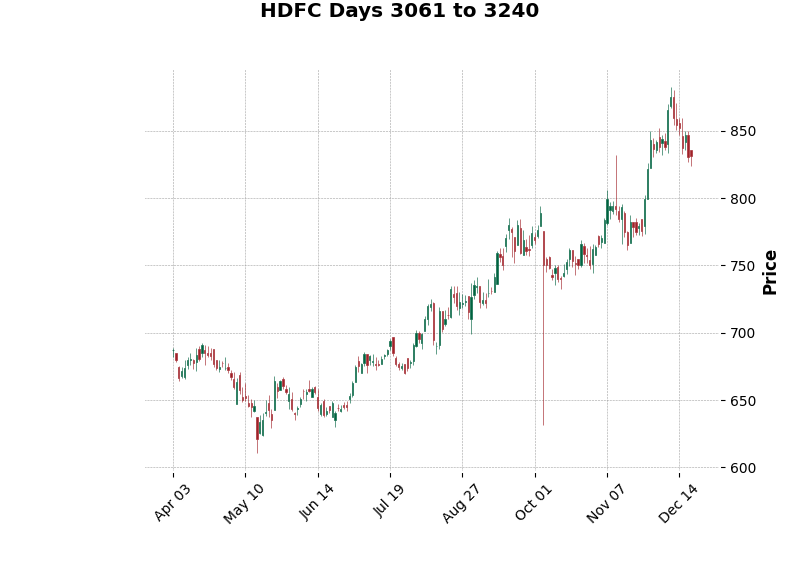 HDFC Days 3061 to 3240
850
800
750
700
650
600
Price
Apr 03
May 10
Jun 14
Jul 19
Aug 27
Oct 01
Nov 07
Dec 14